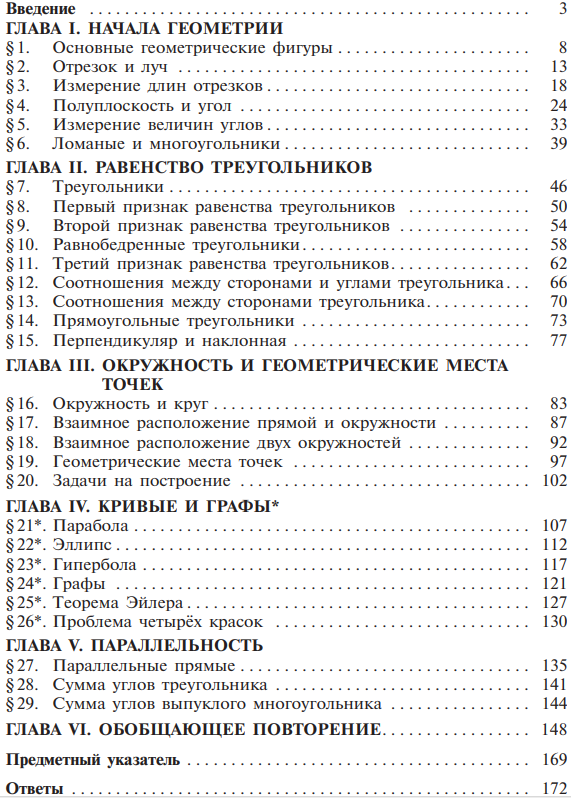 Введение ........ 3
ГЛАВА I. НАЧАЛА ГЕОМЕТРИИ
§ 1. Основные геометрические фигуры ........ 8
§ 2. Отрезок и луч ........ 13
§ 3. Измерение длин отрезков ........ 18
§ 4. Полуплоскость и угол ........ 24
§ 5. Измерение величин углов ........ 33
§ 6. Ломаные и многоугольники ........ 39
ГЛАВА II. РАВЕНСТВО ТРЕУГОЛЬНИКОВ
§ 7. Треугольники ........ 46
§ 8. Первый признак равенства треугольников ........ 50
§ 9. Второй признак равенства треугольников ........ 54
§ 10. Равнобедренные треугольники ........ 58
§ 11. Третий признак равенства треугольников ........ 62
§ 12. Соотношения между сторонами и углами треугольника ... 66
§ 13. Соотношения между сторонами треугольника ........ 70
§ 14. Прямоугольные треугольники ........ 73
§ 15. Перпендикуляр и наклонная ........ 77
ГЛАВА III. ОКРУЖНОСТЬ И ГЕОМЕТРИЧЕСКИЕ МЕСТА
ТОЧЕК
§ 16. Окружность и круг ........ 83
§ 17. Взаимное расположение прямой и окружности ........ 87
§ 18. Взаимное расположение двух окружностей ........ 92
§ 19. Геометрические места точек ........ 97
§ 20. Задачи на построение ........ 102
ГЛАВА IV. КРИВЫЕ И ГРАФЫ*
§ 21*. Парабола ........ 107
§ 22*. Эллипс ........ 112
§ 23*. Гипербола ........ 117
§ 24*. Графы ........ 121
§ 25*. Теорема Эйлера ........ 127
§ 26*. Проблема четырёх красок ........ 130
ГЛАВА V. ПАРАЛЛЕЛЬНОСТЬ
§ 27. Параллельные прямые ........ 135
§ 28. Сумма углов треугольника ........ 141
§ 29. Сумма углов выпуклого многоугольника ........ 144
ГЛАВА VI. ОБОБЩАЮЩЕЕ ПОВТОРЕНИЕ ........ 148
Предметный указатель ........ 169
Ответы ........ 172